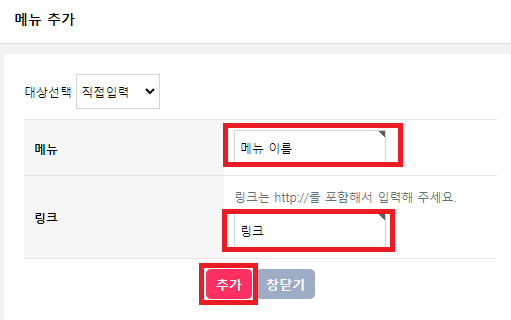 메뉴 추가
대상선택 직접입력
메뉴 메뉴 이름
링크는 http://를 포함해서 입력해 주세요.
링크 링크
추가 창닫기